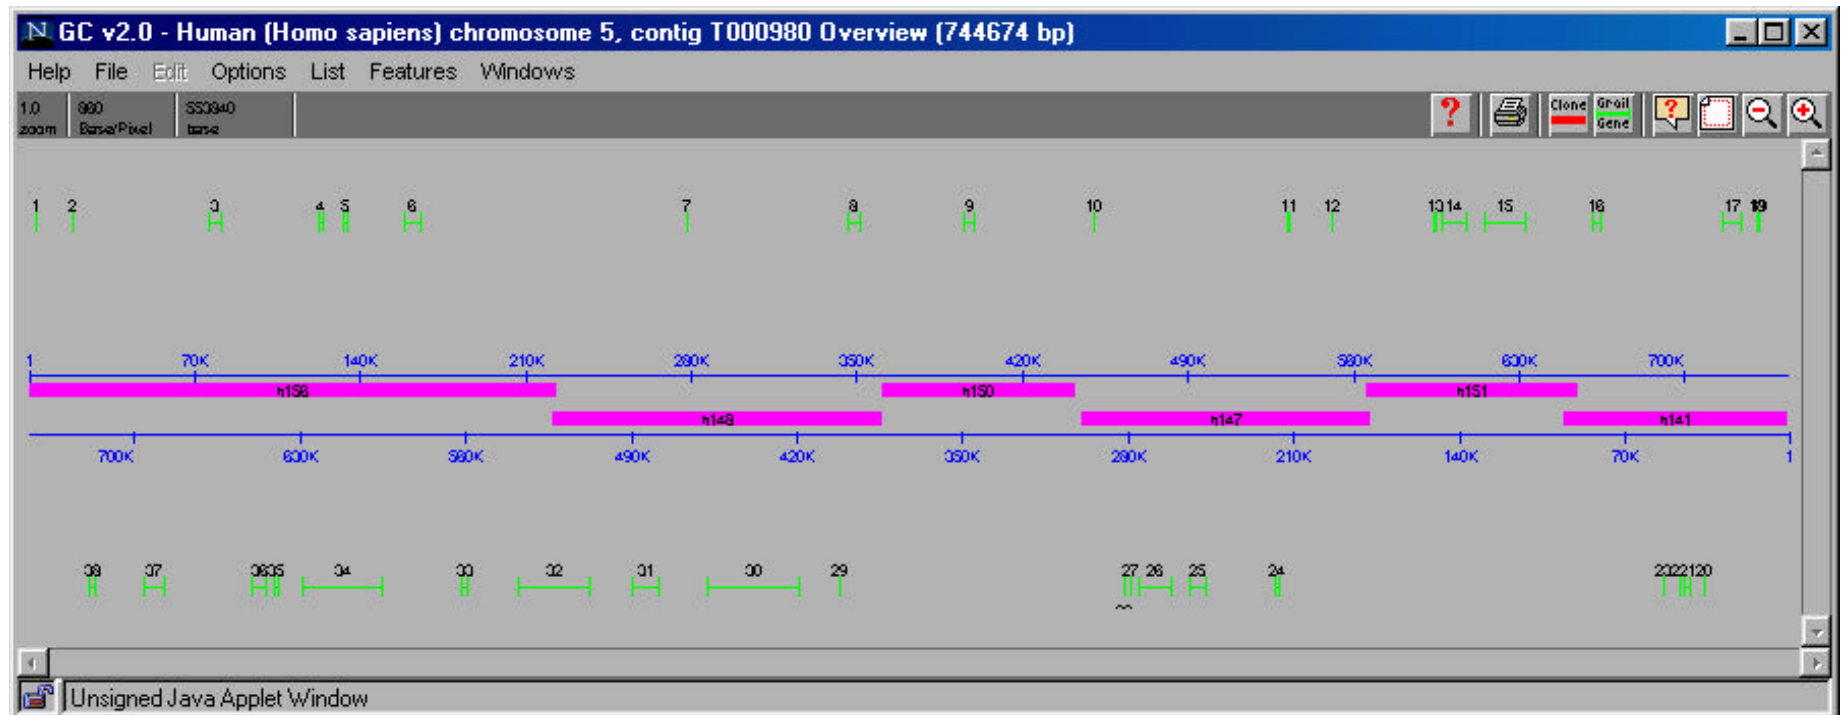 GC v2.0 - Human (Homo sapiens) chromosome 5, contig T000980 Overview (744674 bp)
Help File Edit Options List Features Windows
1.0
zoom Base/Pixel base
? Clone Grail Gene ?
1 2 3 4 5 6 7 8 9 10 11 12 13 14 15 16 17 19
1 70K 140K 210K 280K 350K 420K 490K 560K 630K 700K
h156 h150 h151
h149 h147 h141
700K 630K 560K 490K 420K 350K 280K 210K 140K 70K 1
38 37 36 35 34 33 32 31 30 29 27 26 25 24 23 22 21 20
Unsigned Java Applet Window